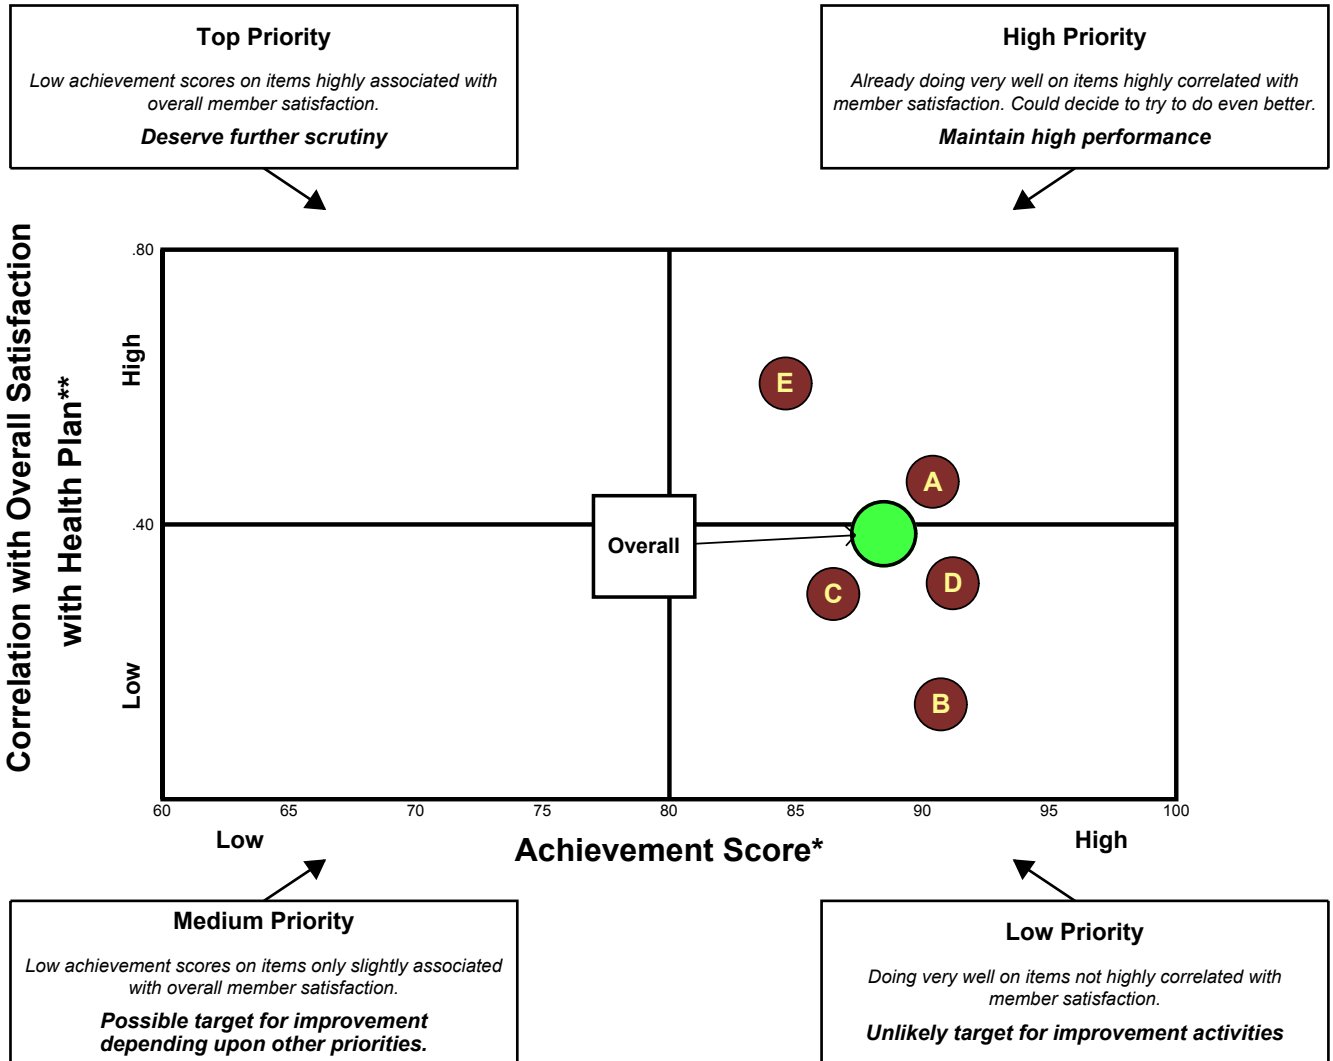 Top Priority
Low achievement scores on items highly associated with
overall member satisfaction.
Deserve further scrutiny
High Priority
Already doing very well on items highly correlated with
member satisfaction. Could decide to try to do even better.
Maintain high performance
Correlation with Overall Satisfaction
with Health Plan**
High
Low
.80
.40
E
A
Overall
C
D
B
60
65
70
75
80
85
90
95
100
Low
Achievement Score*
High
Medium Priority
Low achievement scores on items only slightly associated
with overall member satisfaction.
Possible target for improvement
depending upon other priorities.
Low Priority
Doing very well on items not highly correlated with
member satisfaction.
Unlikely target for improvement activities